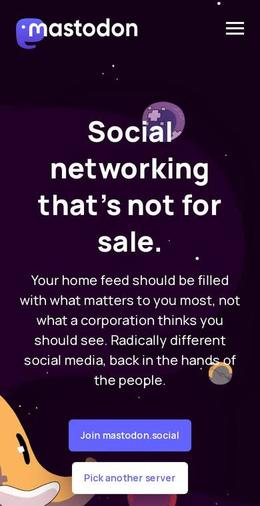 mastodon
Social
networking
that's not for
sale.
Your home feed should be filled
with what matters to you most, not
what a corporation thinks you
should see. Radically different
social media, back in the hands of
the people.
Join mastodon.social
Pick another server